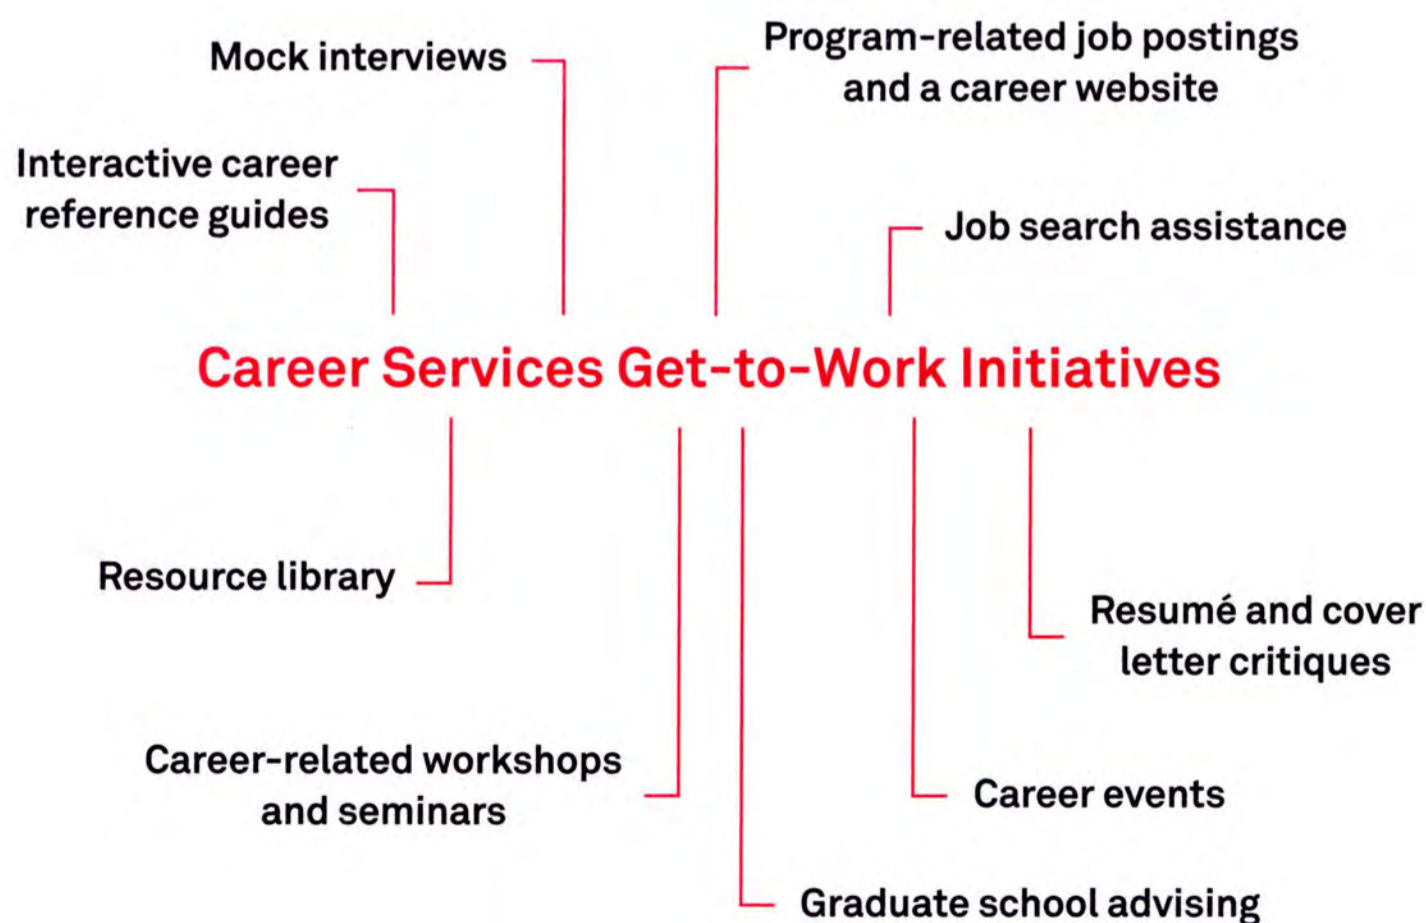 Mock interviews
Program-related job postings
and a career website
Interactive career
reference guides
Job search assistance
Career Services Get-to-Work Initiatives
Resource library
Resumé and cover
letter critiques
Career-related workshops
and seminars
Career events
Graduate school advising